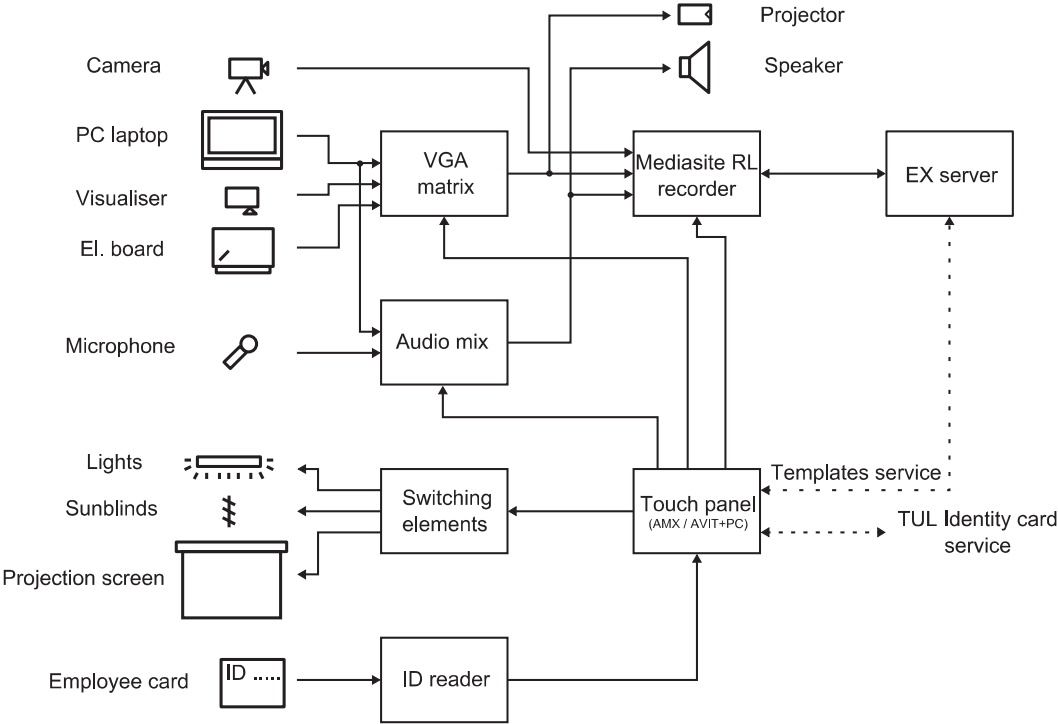 Projector
Camera
Speaker
PC laptop
VGA
matrix
Mediasite RL
recorder
EX server
Visualiser
El. board
Microphone
Audio mix
Lights
Templates service
Sunblinds
Switching
elements
Touch panel
(AMX / AVIT+PC)
TUL Identity card
service
Projection screen
Employee card
ID .....
ID reader